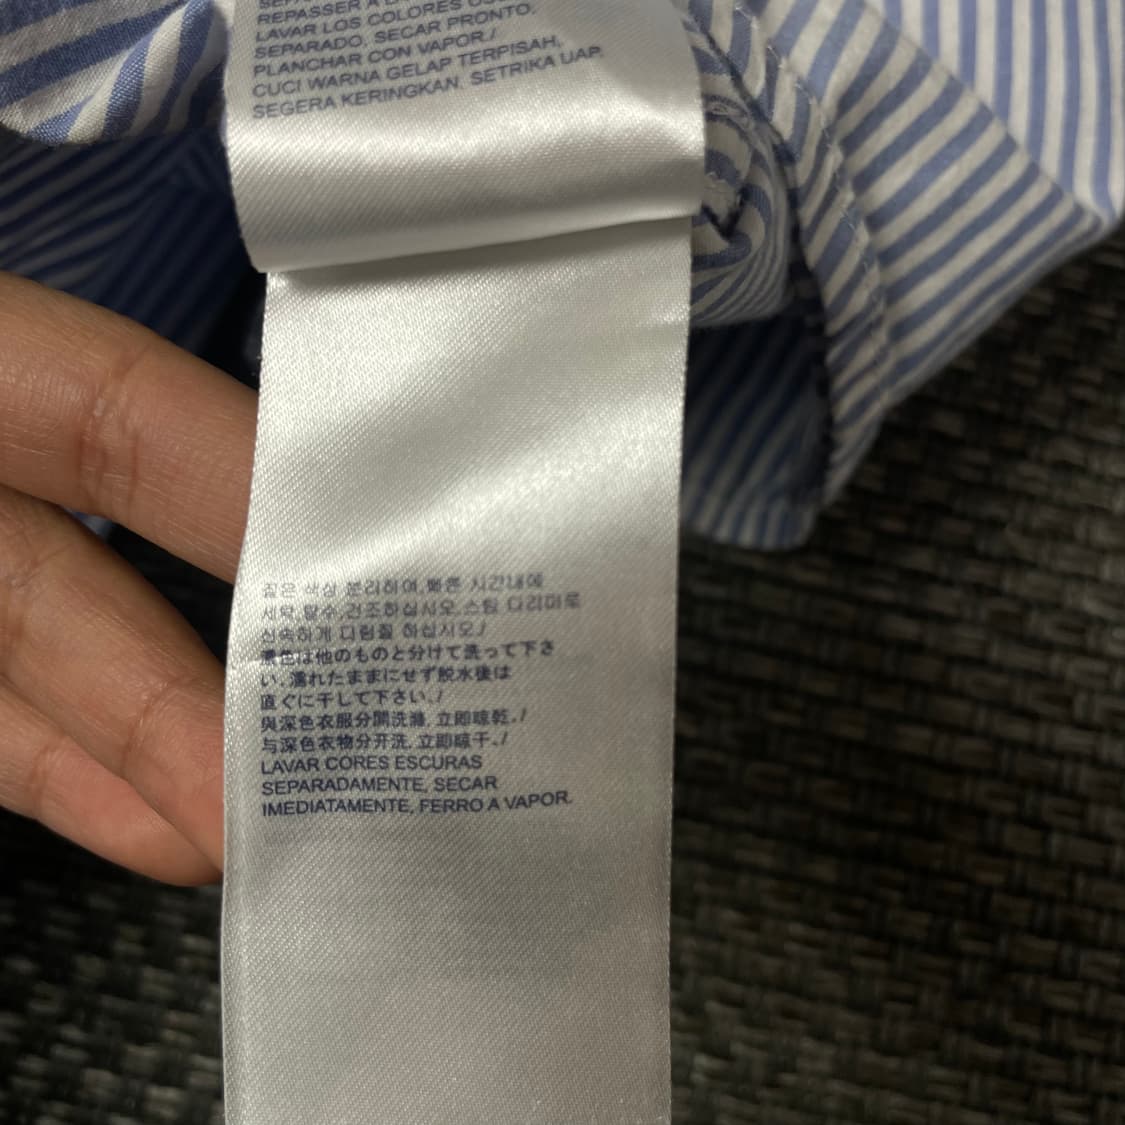 REPASSER À L
LAVAR LOS COLORES OSC
SEPARADO, SECAR PRONTO,
PLANCHAR CON VAPOR./
CUCI WARNA GELAP TERPISAH,
SEGERA KERINGKAN, SETRIKA UAP.
짙은 색상 분리하여,빠른 시간내에
세탁,탈수,건조하십시오.스팀 다리미로
신속하게 다림질 하십시오./
濃色は他のものと分けて洗って下さ
い. 濡れたままにせず脱水後は
直ぐに干して下さい./
與深色衣服分開洗滌, 立即晾乾./
与深色衣物分开洗, 立即晾干./
LAVAR CORES ESCURAS
SEPARADAMENTE, SECAR
IMEDIATAMENTE, FERRO A VAPOR.